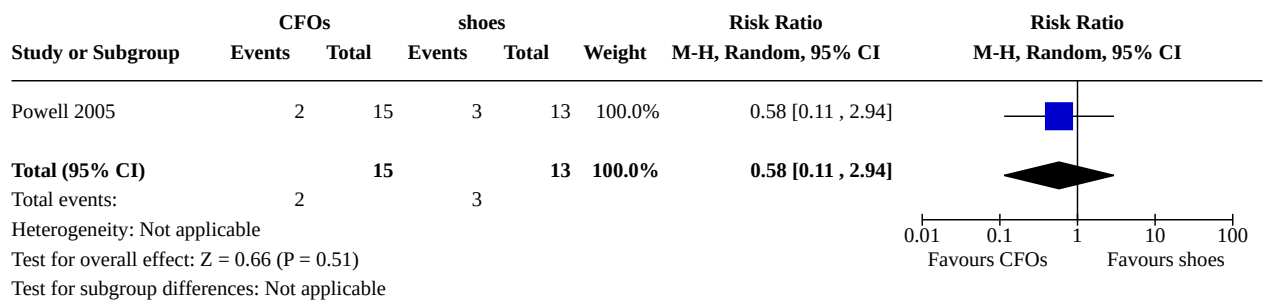 CFOs shoes Risk Ratio Risk Ratio
Study or Subgroup Events Total Events Total Weight M-H, Random, 95% CI M-H, Random, 95% CI
Powell 2005 2 15 3 13 100.0% 0.58 [0.11 , 2.94]
Total (95% CI) 15 13 100.0% 0.58 [0.11 , 2.94]
Total events: 2 3
Heterogeneity: Not applicable
0.01 0.1 1 10 100
Test for overall effect: Z = 0.66 (P = 0.51) Favours CFOs Favours shoes
Test for subgroup differences: Not applicable